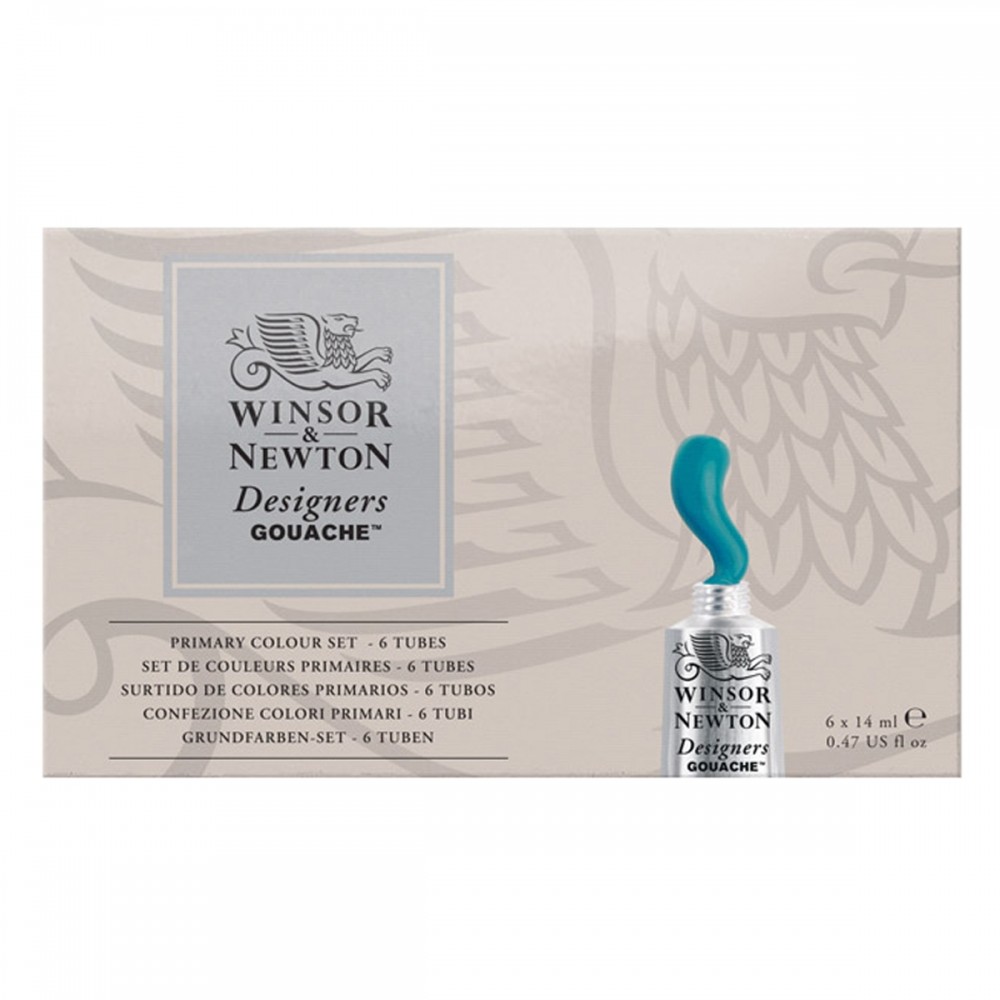 WINSOR
&
NEWTON
Designers
GOUACHE™
PRIMARY COLOUR SET - 6 TUBES
SET DE COULEURS PRIMAIRES - 6 TUBES
SURTIDO DE COLORES PRIMARIOS - 6 TUBOS
CONFEZIONE COLORI PRIMARI - 6 TUBI
GRUNDFARBEN-SET - 6 TUBEN
WINSOR
&
NEWTON
Designers
GOUACHE™
6 x 14 ml ℮
0.47 US fl oz